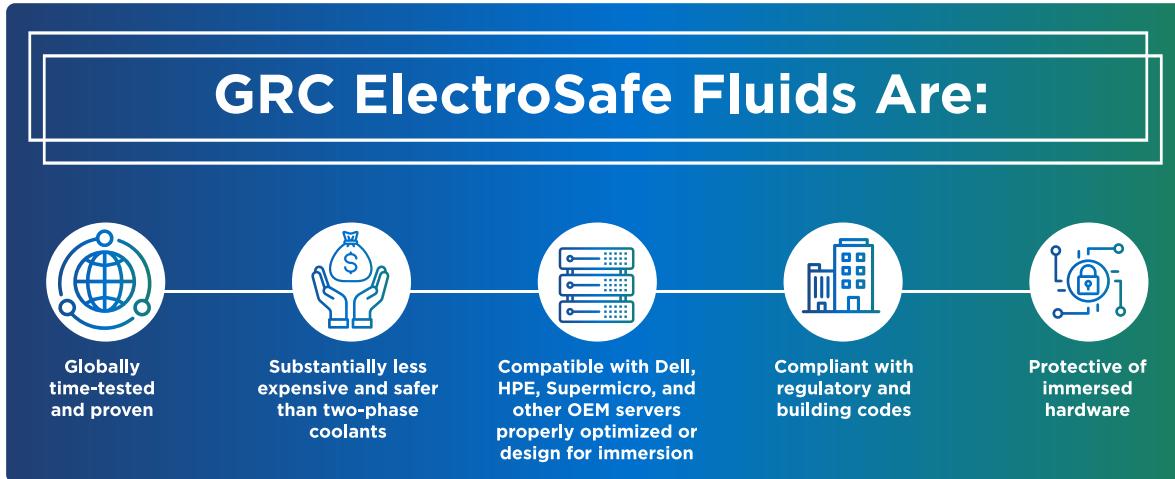 GRC ElectroSafe Fluids Are:
Globally
time-tested
and proven
$
Substantially less
expensive and safer
than two-phase
coolants
Compatible with Dell,
HPE, Supermicro, and
other OEM servers
properly optimized or
design for immersion
Compliant with
regulatory and
building codes
Protective of
immersed
hardware